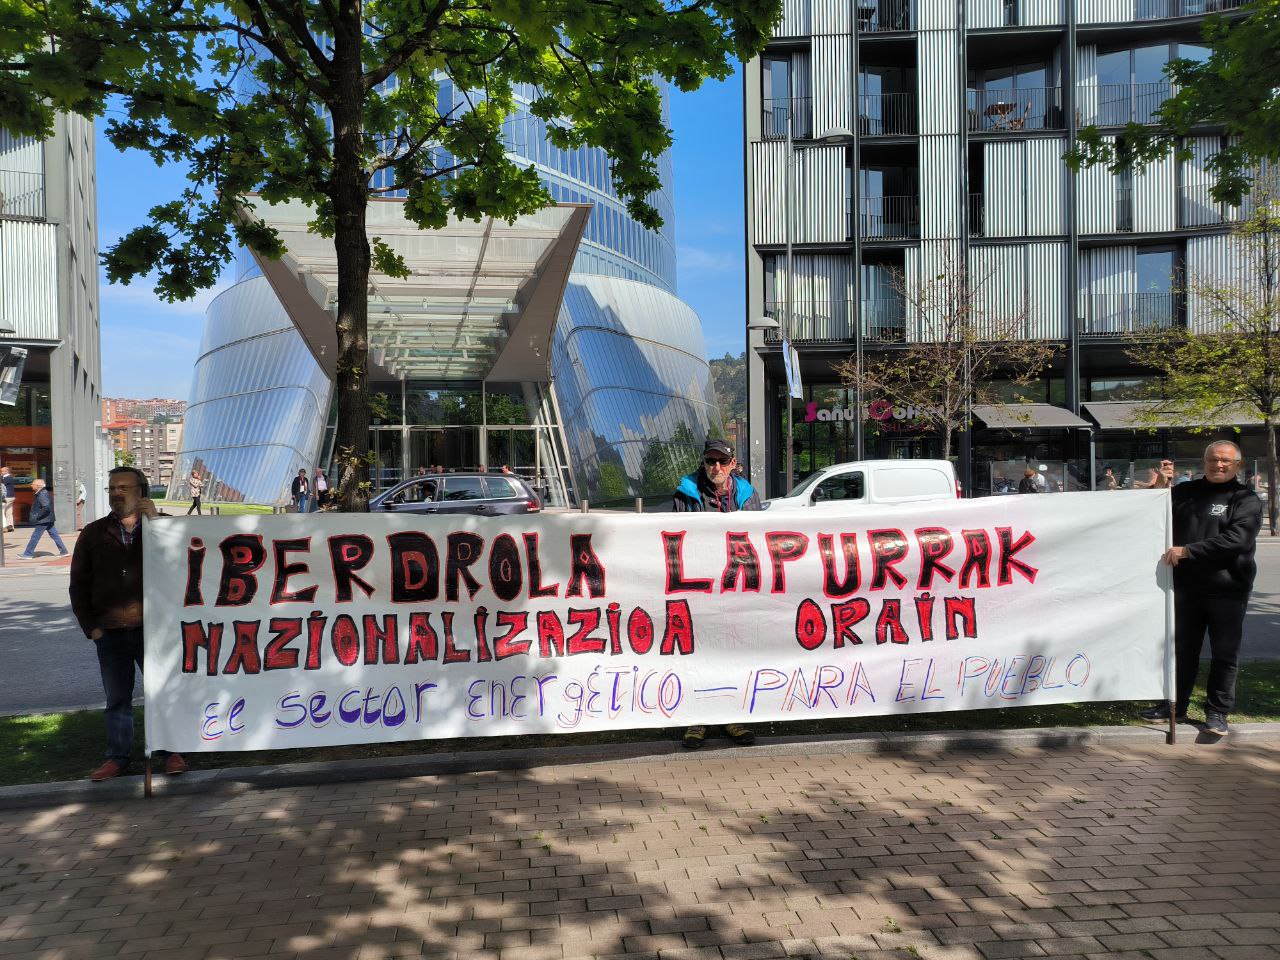 IBERDROLA LAPURRAK
NAZIONALIZAZIOA ORAIN
EL SECTOR ENERGÉTICO — PARA EL PUEBLO